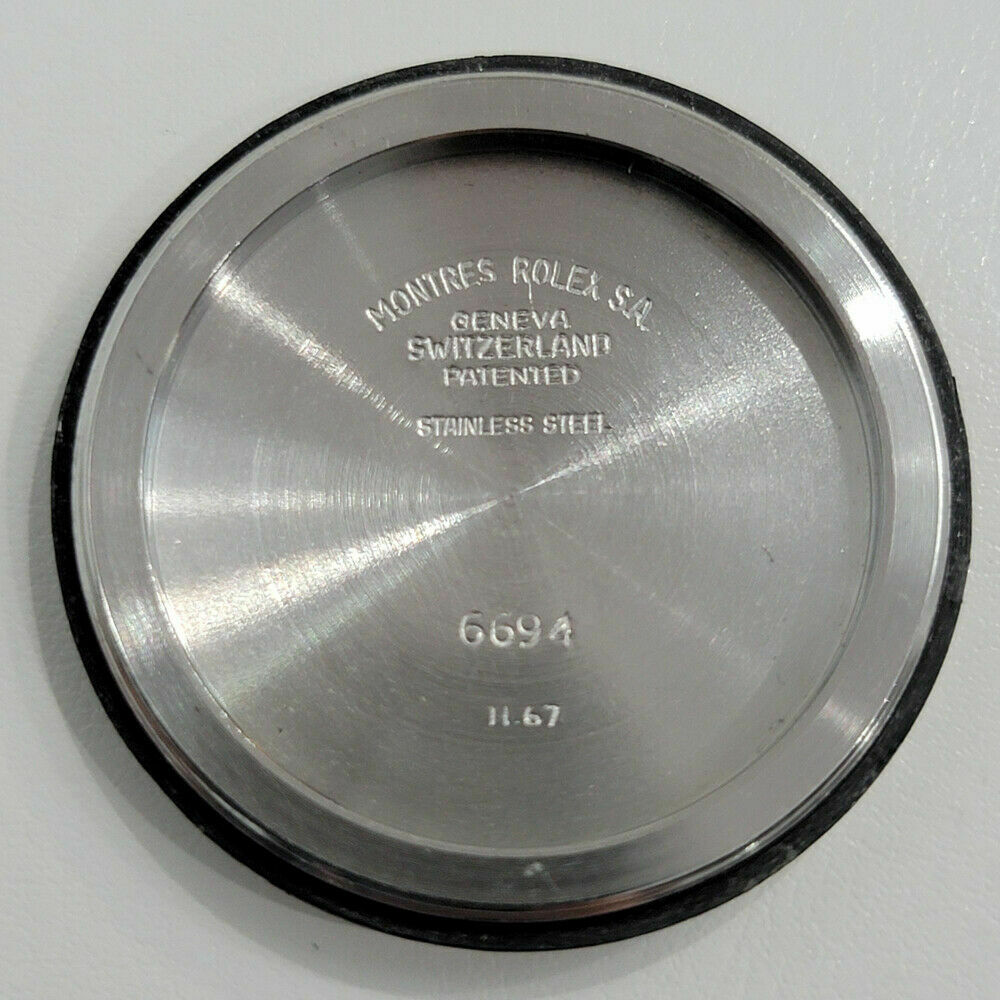 MONTRES ROLEX S.A.
GENEVA
SWITZERLAND
PATENTED
STAINLESS STEEL
6694
II.67